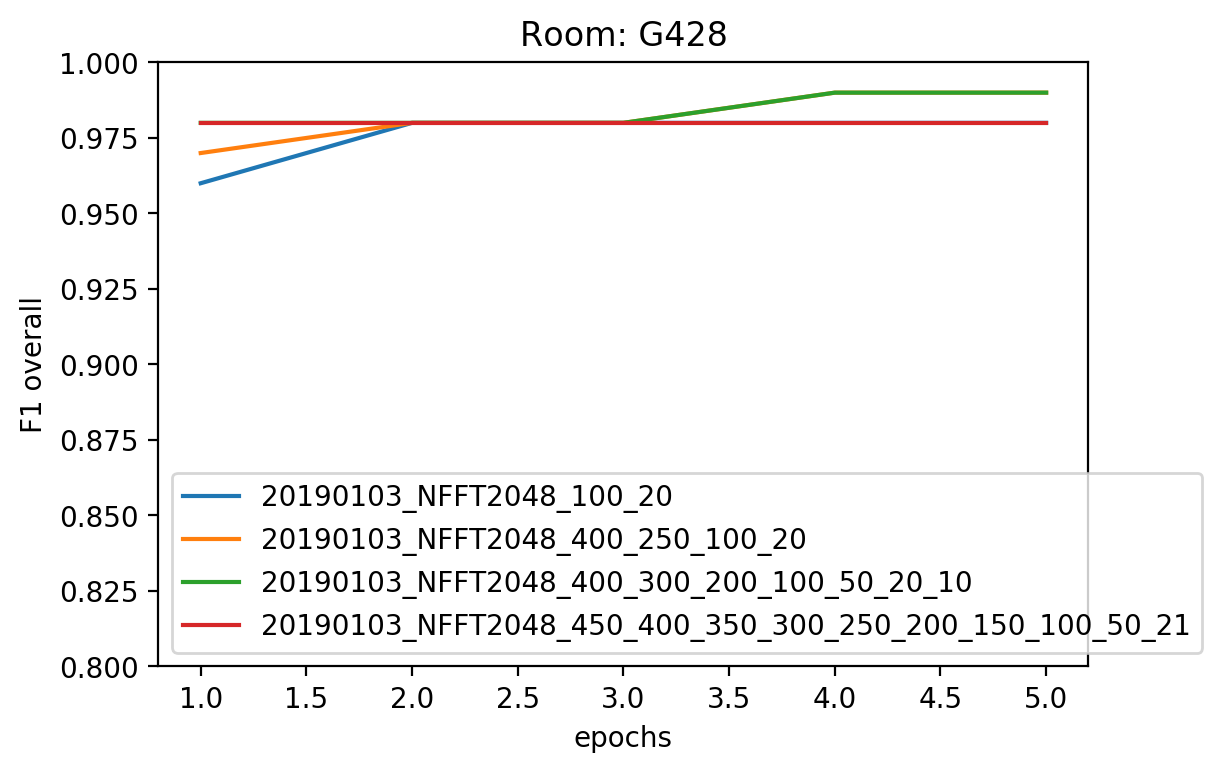 Room: G428
1.000
0.975
0.950
0.925
0.900
0.875
0.850
0.825
0.800
F1 overall
20190103_NFFT2048_100_20
20190103_NFFT2048_400_250_100_20
20190103_NFFT2048_400_300_200_100_50_20_10
20190103_NFFT2048_450_400_350_300_250_200_150_100_50_21
1.0 1.5 2.0 2.5 3.0 3.5 4.0 4.5 5.0
epochs